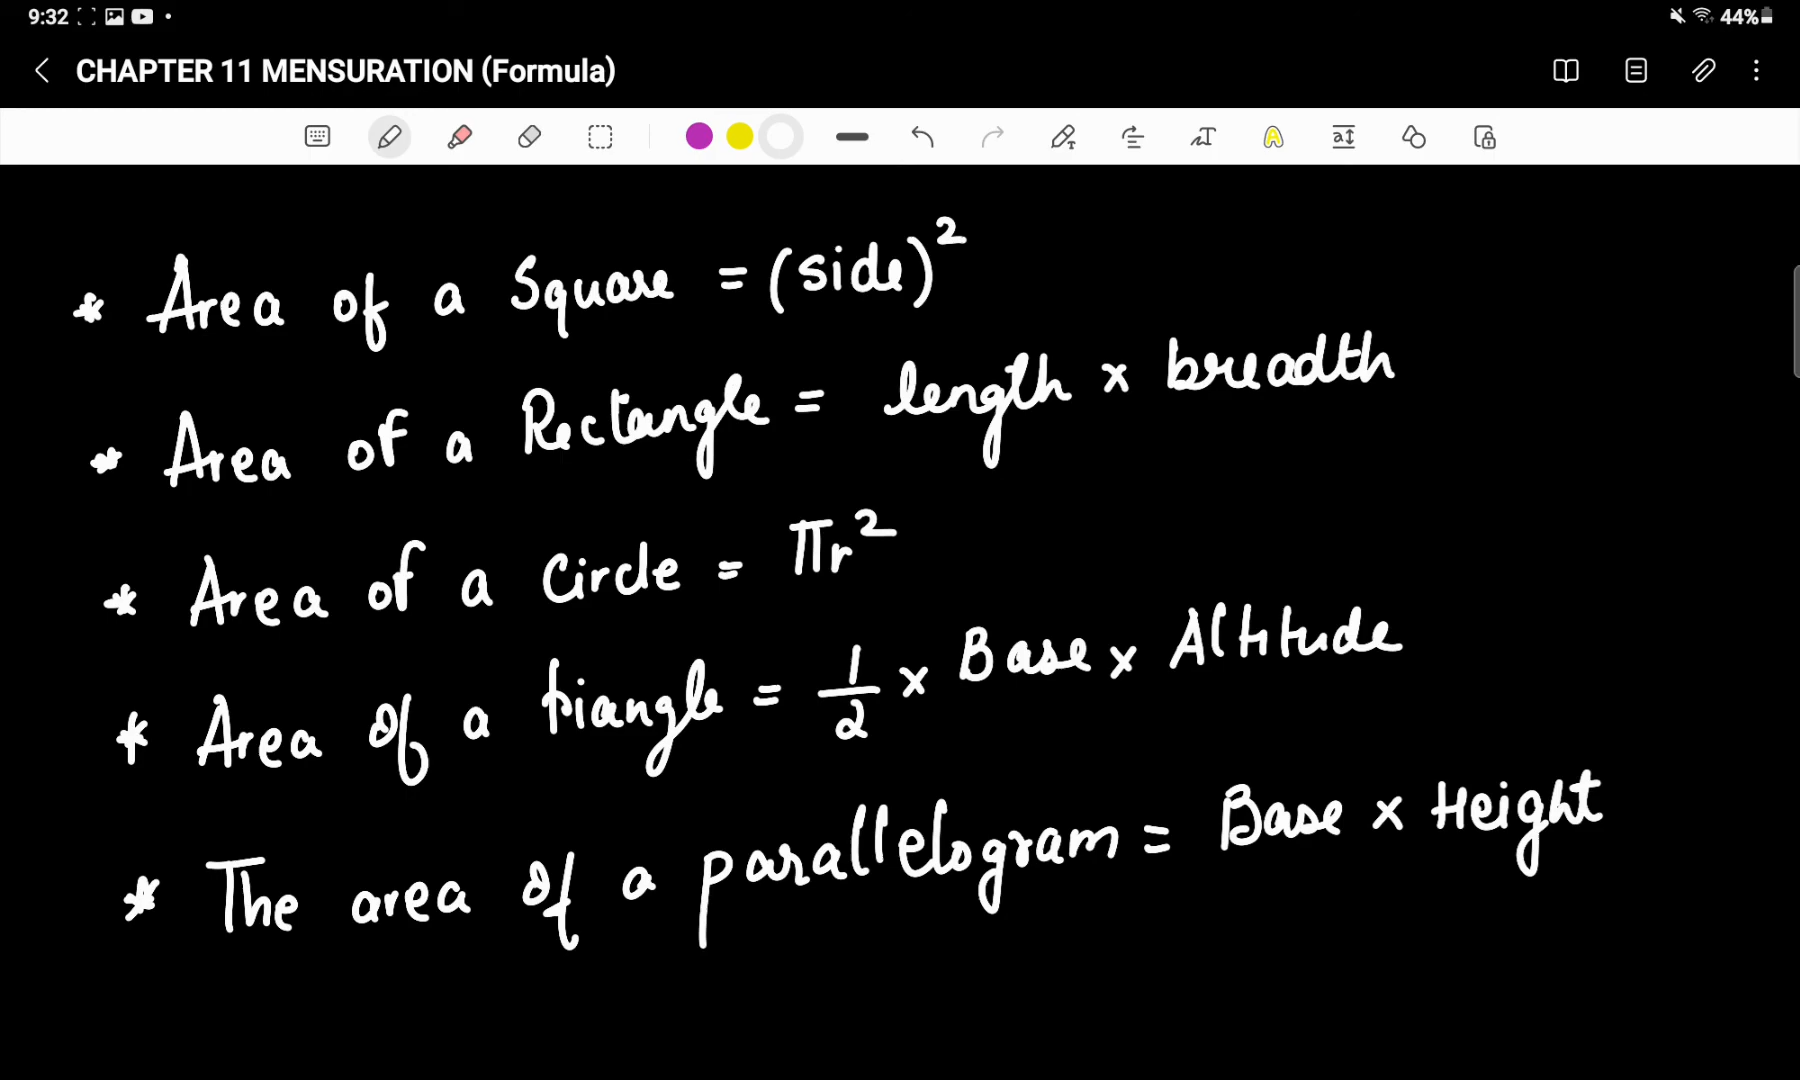 9:32
44%
CHAPTER 11 MENSURATION (Formula)
* Area of a Square = (side)²
* Area of a Rectangle = length × breadth
* Area of a Circle = πr²
* Area of a triangle = 1/2 × Base × Altitude
* The area of a parallelogram = Base × Height